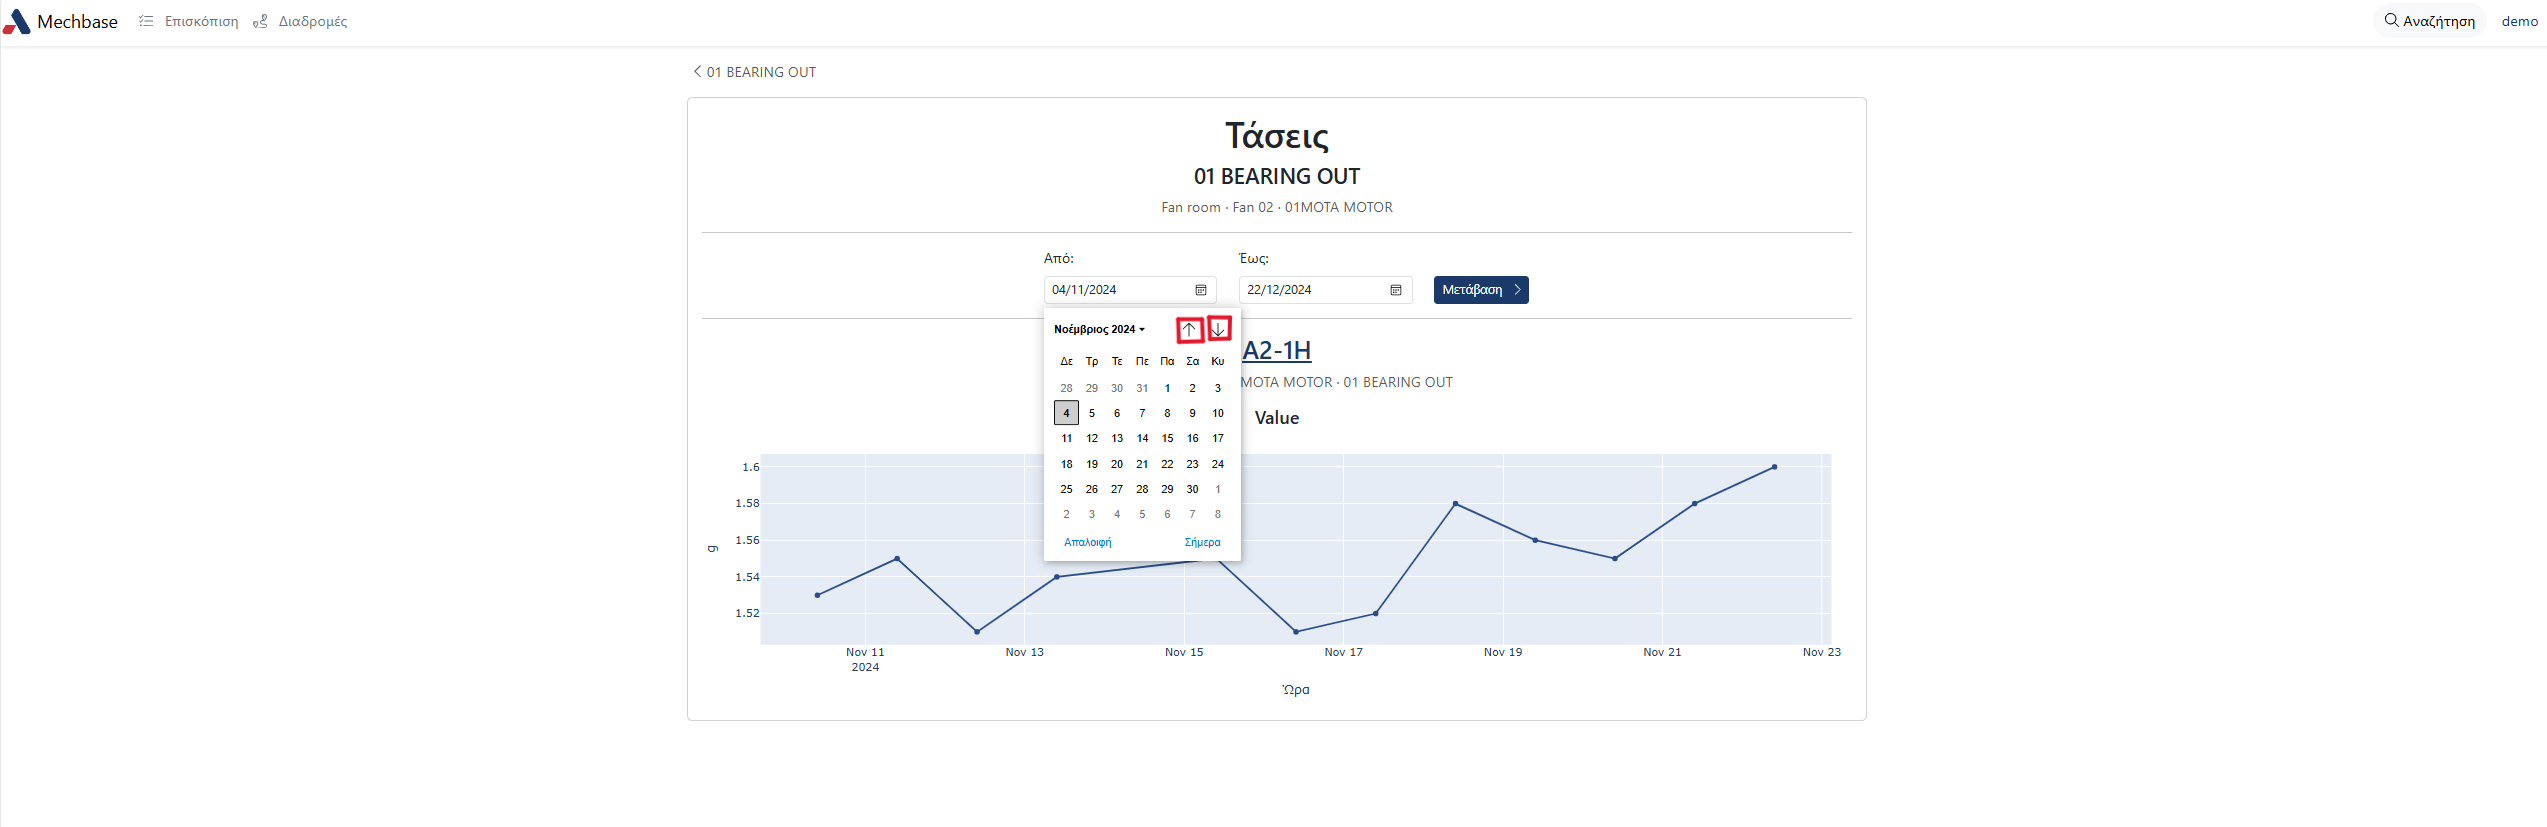 Mechbase Επισκόπιση Διαδρομές Αναζήτηση demo
01 BEARING OUT
Τάσεις
01 BEARING OUT
Fan room · Fan 02 · 01MOTA MOTOR
Από: Έως:
04/11/2024 22/12/2024 Μετάβαση
Νοέμβριος 2024
Δε Τρ Τε Πε Πα Σα Κυ
28 29 30 31 1 2 3
4 5 6 7 8 9 10
11 12 13 14 15 16 17
18 19 20 21 22 23 24
25 26 27 28 29 30 1
2 3 4 5 6 7 8
Απαλοιφή Σήμερα
A2-1H
MOTA MOTOR · 01 BEARING OUT
Value
1.6
1.58
1.56
1.54
1.52
g
Nov 11 Nov 13 Nov 15 Nov 17 Nov 19 Nov 21 Nov 23
2024
Ώρα